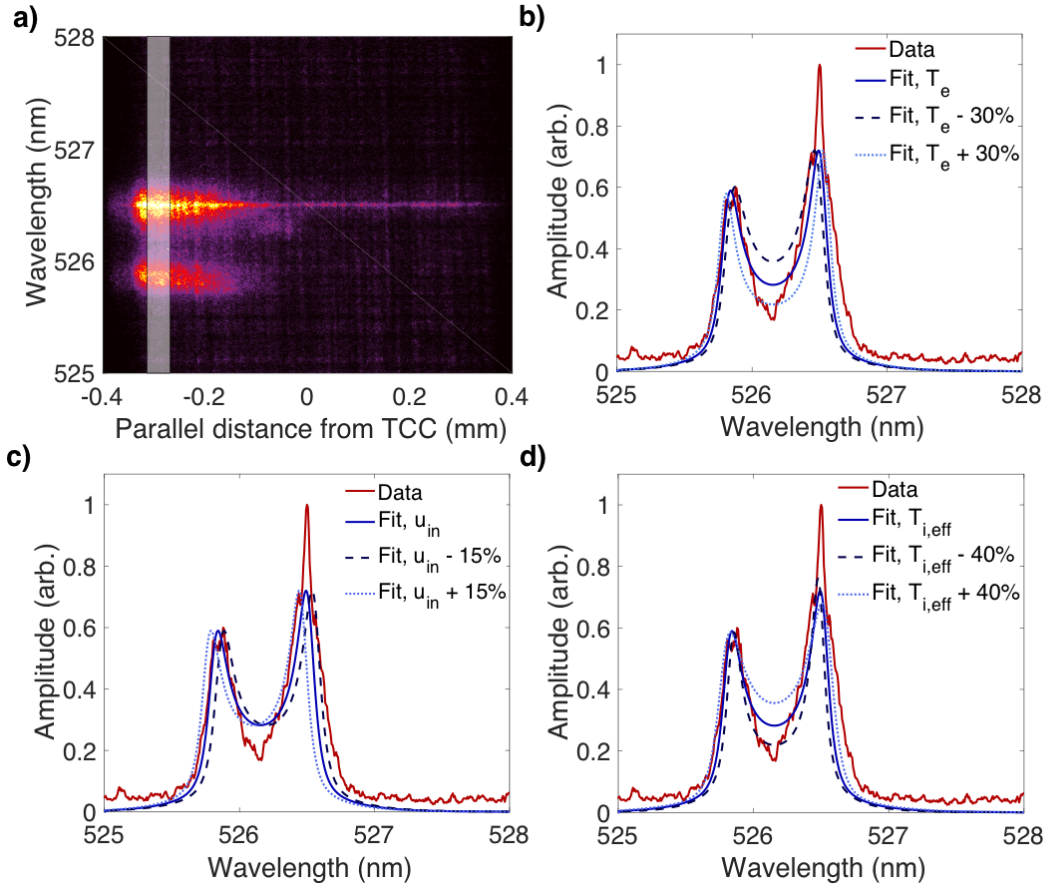 a)
528
527
526
525
Wavelength (nm)
-0.4
-0.2
0
0.2
0.4
Parallel distance from TCC (mm)
b)
Data
Fit, T_e
Fit, T_e - 30%
Fit, T_e + 30%
1
0.8
0.6
0.4
0.2
0
Amplitude (arb.)
525
526
527
528
Wavelength (nm)
c)
Data
Fit, u_in
Fit, u_in - 15%
Fit, u_in + 15%
1
0.8
0.6
0.4
0.2
0
Amplitude (arb.)
525
526
527
528
Wavelength (nm)
d)
Data
Fit, T_i,eff
Fit, T_i,eff - 40%
Fit, T_i,eff + 40%
1
0.8
0.6
0.4
0.2
0
Amplitude (arb.)
525
526
527
528
Wavelength (nm)